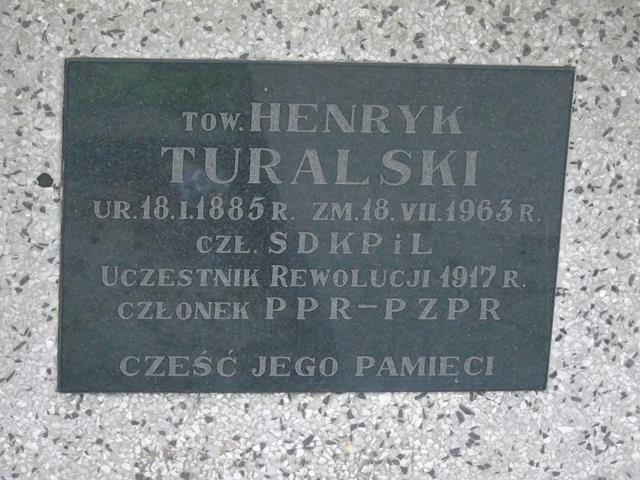 TOW. HENRYK
TURALSKI
UR. 18.I.1885 R. ZM. 18.VII.1963 R.
CZŁ. SDKPiL
UCZESTNIK REWOLUCJI 1917 R.
CZŁONEK PPR-PZPR
CZEŚĆ JEGO PAMIĘCI